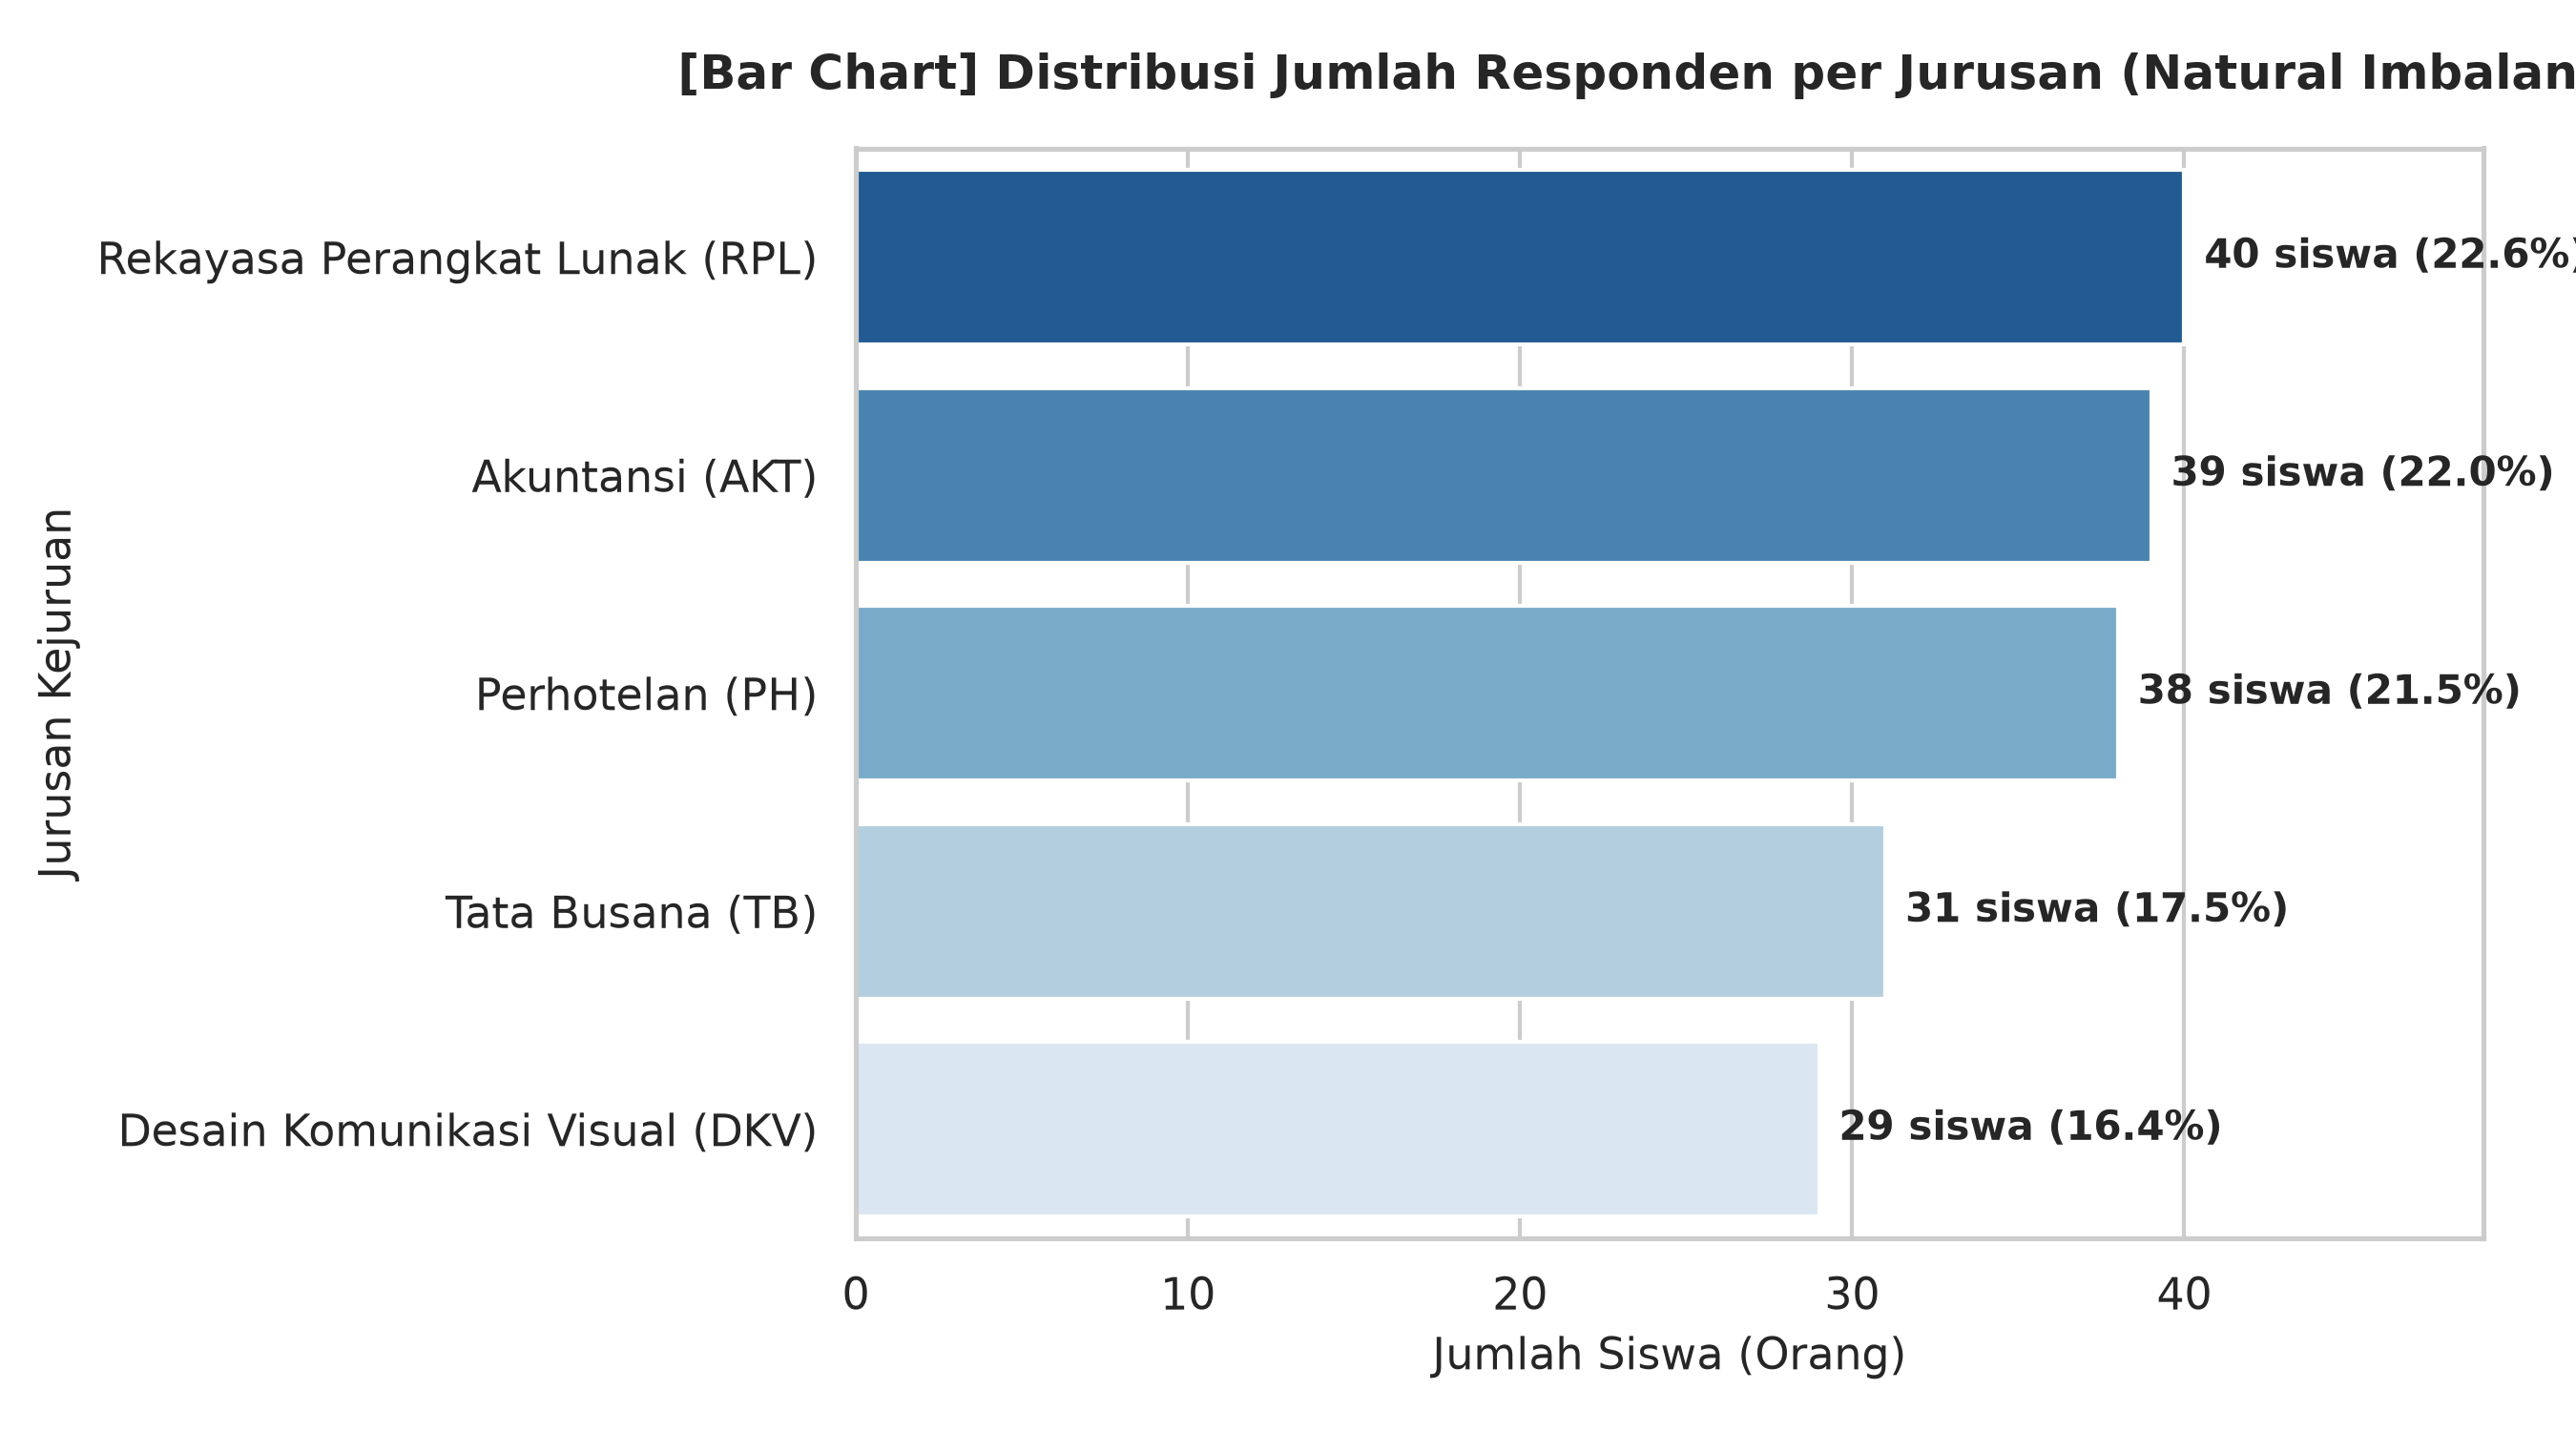 [Bar Chart] Distribusi Jumlah Responden per Jurusan (Natural Imbalan
Rekayasa Perangkat Lunak (RPL)
40 siswa (22.6%)
Akuntansi (AKT)
39 siswa (22.0%)
Perhotelan (PH)
38 siswa (21.5%)
Tata Busana (TB)
31 siswa (17.5%)
Desain Komunikasi Visual (DKV)
29 siswa (16.4%)
Jurusan Kejuruan
0 10 20 30 40
Jumlah Siswa (Orang)